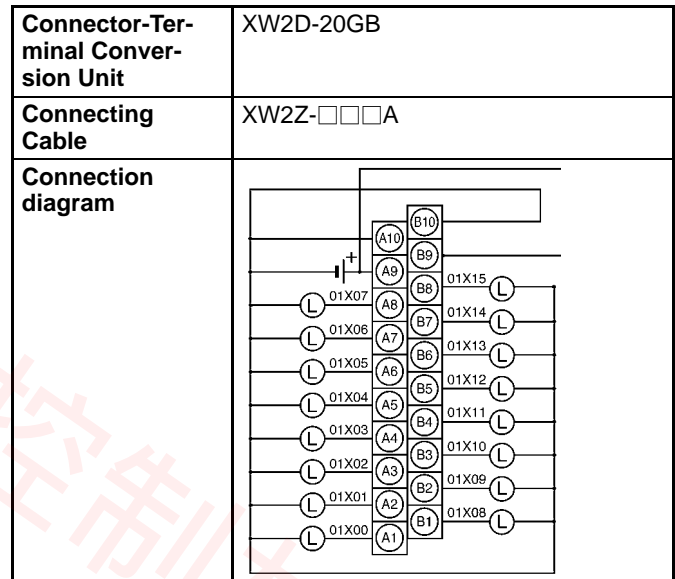 Connector-Ter-
minal Conver-
sion Unit
XW2D-20GB
Connecting
Cable
XW2Z-□□□A
Connection
diagram
B10
A10
B9
+
A9
01X15
B8
L
01X07
L
A8
01X14
B7
L
01X06
L
A7
01X13
B6
L
01X05
L
A6
01X12
B5
L
01X04
L
A5
01X11
B4
L
01X03
L
A4
01X10
B3
L
01X02
L
A3
01X09
B2
L
01X01
L
A2
01X08
B1
L
01X00
L
A1
控制